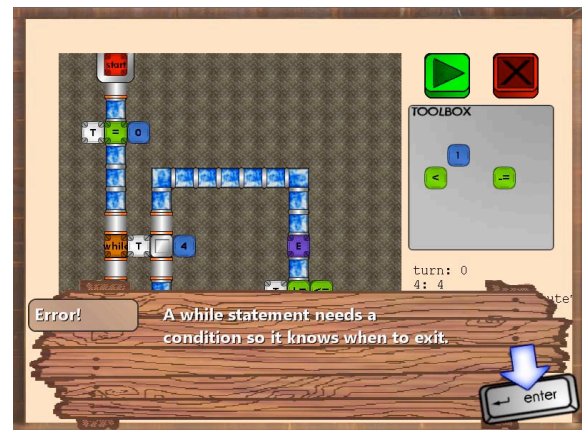 start
TOOLBOX
T = 0
1
< -=
while T 4
E
turn: 0
4: 4
Error!
A while statement needs a
condition so it knows when to exit.
enter